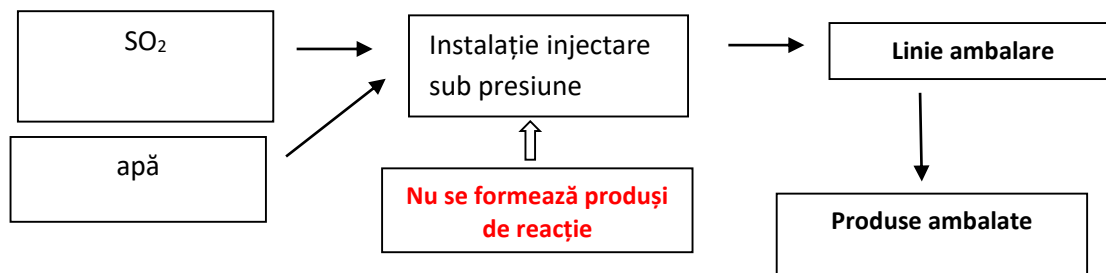 SO₂
Instalație injectare
sub presiune
Linie ambalare
apă
Nu se formează produși
de reacție
Produse ambalate